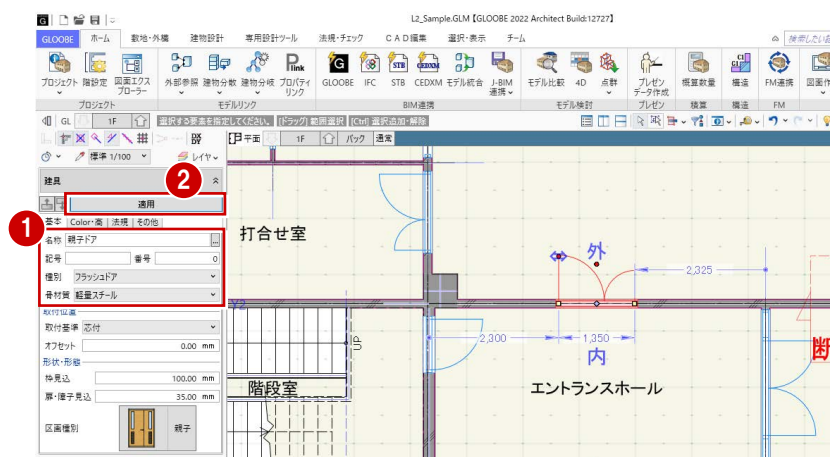 L2_Sample.GLM【GLOOBE 2022 Architect Build:12727】
GLOOBE ホーム 敷地・外構 建物設計 専用設計ツール 法規・チェック CAD編集 選択・表示 チーム
プロジェクト 階設定 図面エクスプローラー 外部参照 建物分散 建物分岐 プロパティリンク GLOOBE IFC STB CEDXM モデル統合 J-BIM連携 モデル比較 4D 点群 プレゼンデータ作成 概算数量 構造 FM連携
プロジェクト モデルリンク BIM連携 モデル検討 プレゼン 積算 構造 FM
GL 1F 選択する要素を指定してください。 [ドラッグ] 範囲選択 [Ctrl] 選択追加・解除
平面 1F パック 通常
標準 1/100 レイヤ
建具
2
適用
1
基本 Color・高 法規 その他
名称 親子ドア ...
記号 番号 0
種別 フラッシュドア
骨材質 軽量スチール
取付位置
取付基準 芯付
オフセット 0.00 mm
形状・形態
枠見込 100.00 mm
扉・障子見込 35.00 mm
区画種別 親子
打合せ室
外
2,325
Y2
2,300 1,350
内
UP
断
階段室
エントランスホール